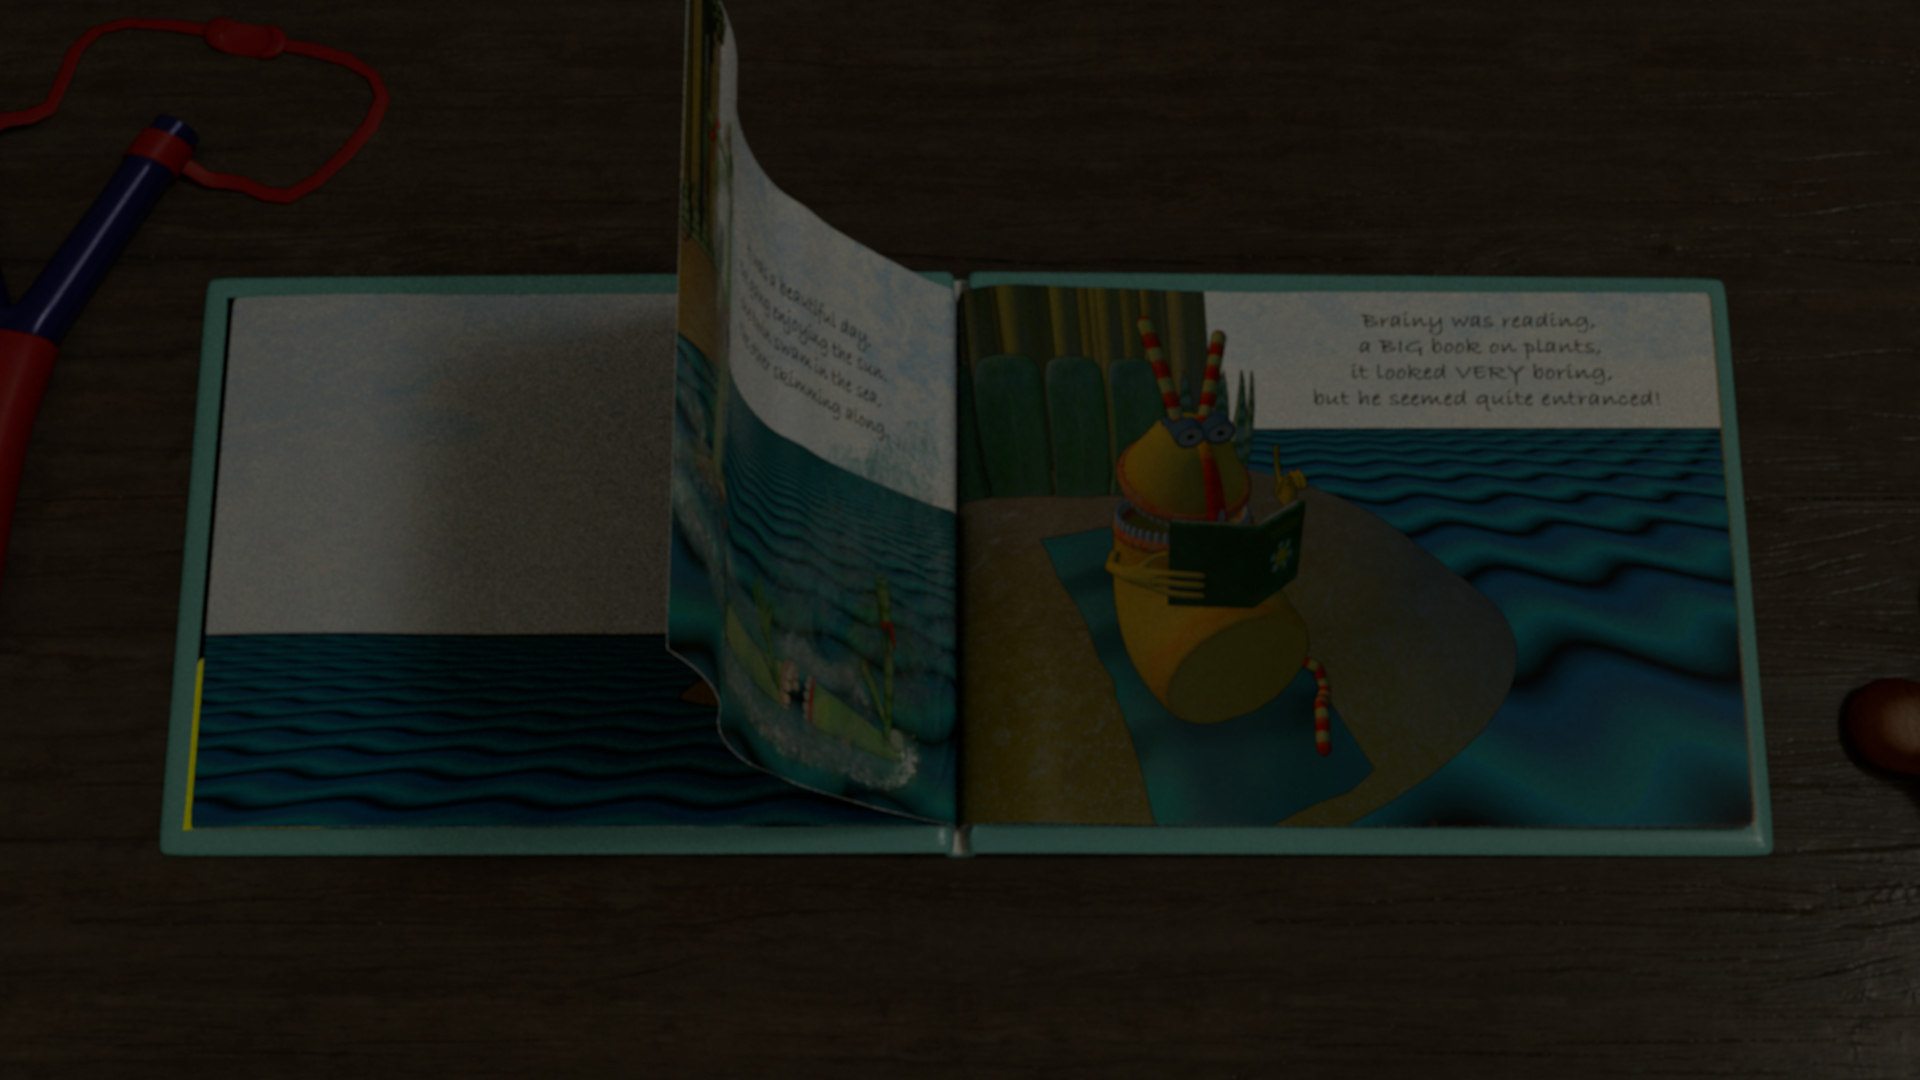 a beautiful day,
enjoying the sun.
swam in the sea,
skimming along.
Brainy was reading,
a BIG book on plants,
it looked VERY boring,
but he seemed quite entranced!